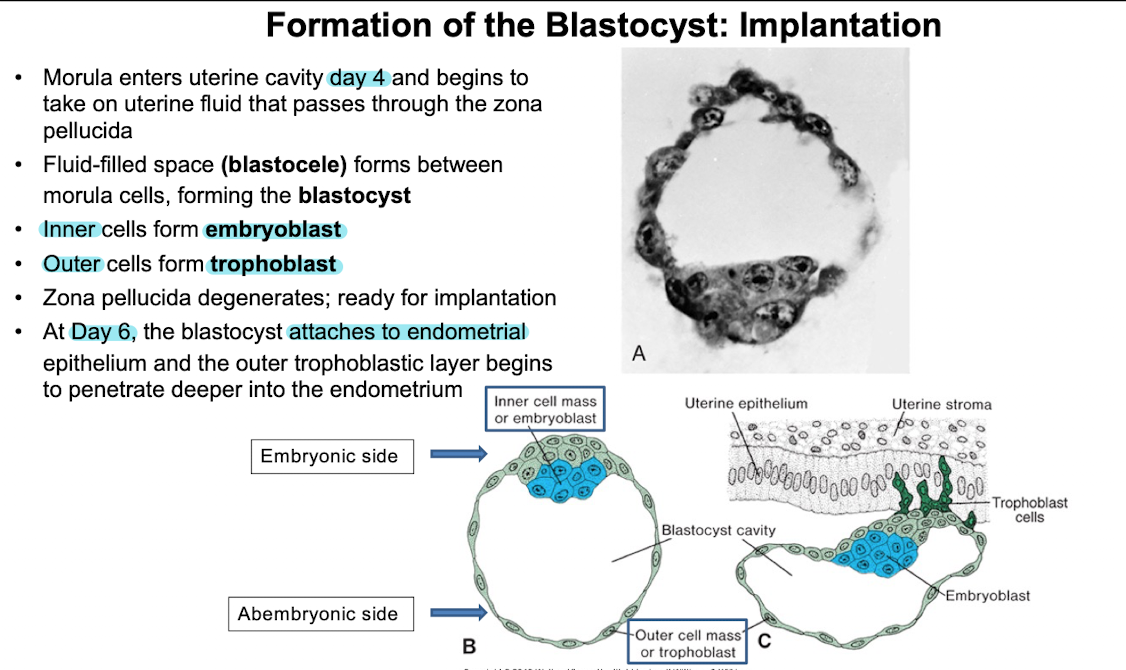 Formation of the Blastocyst: Implantation
• Morula enters uterine cavity day 4 and begins to
take on uterine fluid that passes through the zona
pellucida
• Fluid-filled space (blastocele) forms between
morula cells, forming the blastocyst
• Inner cells form embryoblast
• Outer cells form trophoblast
• Zona pellucida degenerates; ready for implantation
• At Day 6, the blastocyst attaches to endometrial
epithelium and the outer trophoblastic layer begins
to penetrate deeper into the endometrium
A
Inner cell mass
or embryoblast
Embryonic side
Abembryonic side
Blastocyst cavity
Outer cell mass
or trophoblast
B
Uterine epithelium
Uterine stroma
Trophoblast
cells
Embryoblast
C